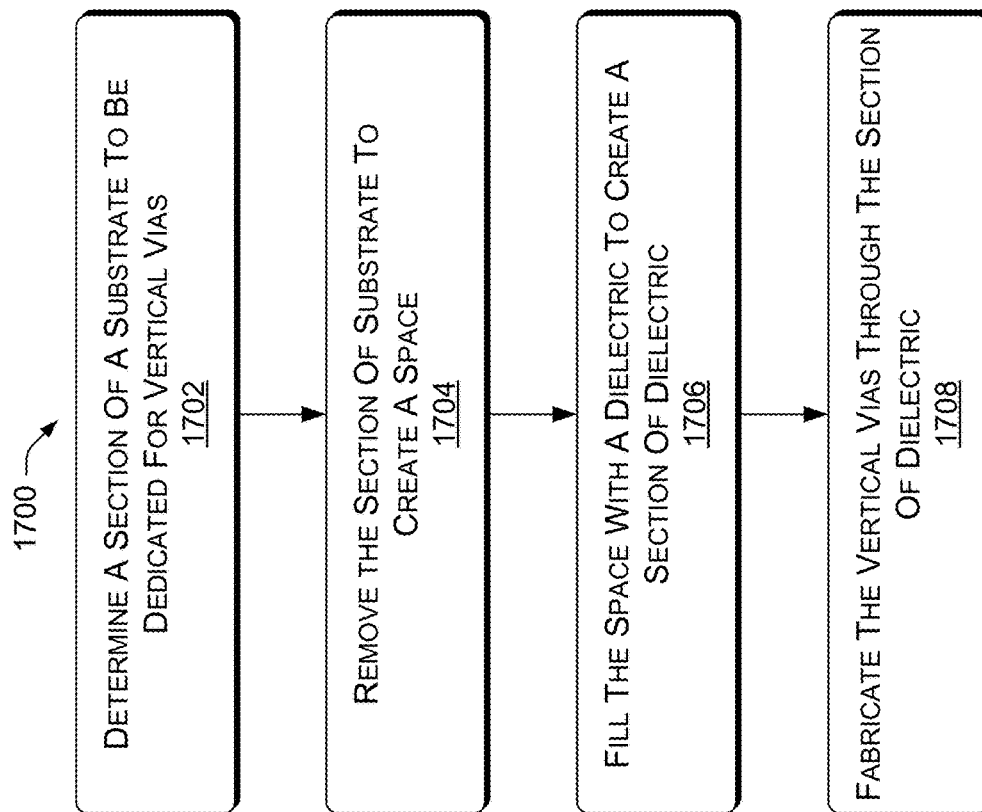 1700
DETERMINE A SECTION OF A SUBSTRATE TO BE
DEDICATED FOR VERTICAL VIAS
1702
REMOVE THE SECTION OF SUBSTRATE TO
CREATE A SPACE
1704
FILL THE SPACE WITH A DIELECTRIC TO CREATE A
SECTION OF DIELECTRIC
1706
FABRICATE THE VERTICAL VIAS THROUGH THE SECTION
OF DIELECTRIC
1708